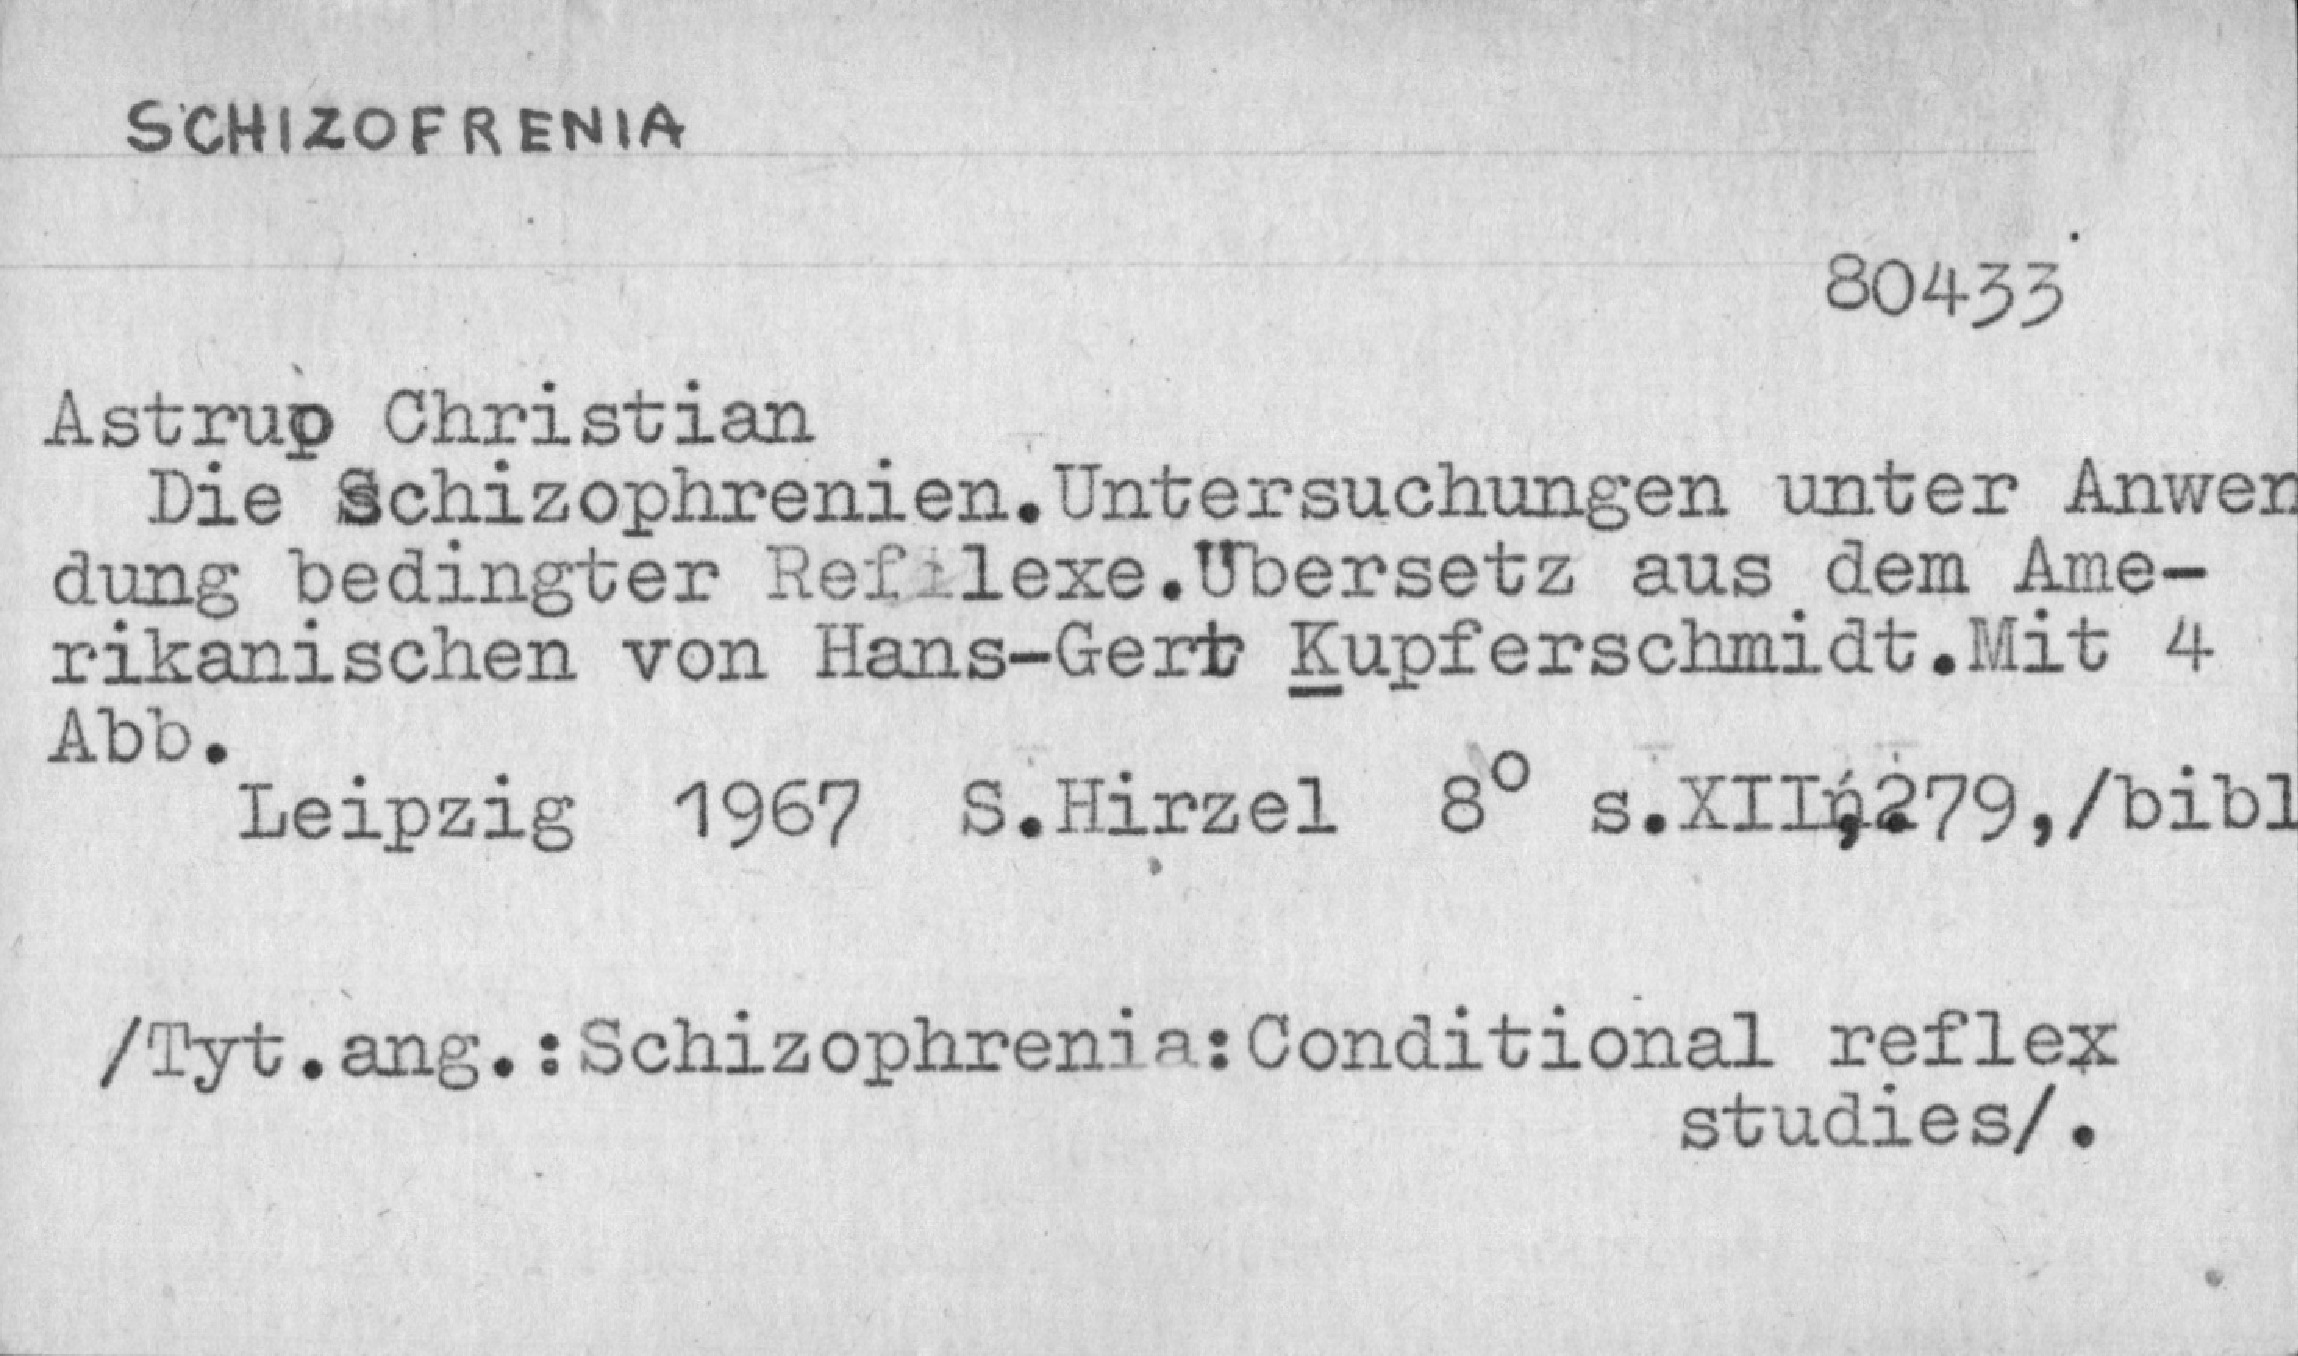 SCHIZOFRENIA
80433
Astrup Christian
Die Schizophrenien.Untersuchungen unter Anwen
dung bedingter Reflexe.Übersetz aus dem Ame-
rikanischen von Hans-Gert Kupferschmidt.Mit 4
Abb.
Leipzig 1967 S.Hirzel 8° s.XII,279,/bibl
/Tyt.ang.:Schizophrenia:Conditional reflex
studies/.